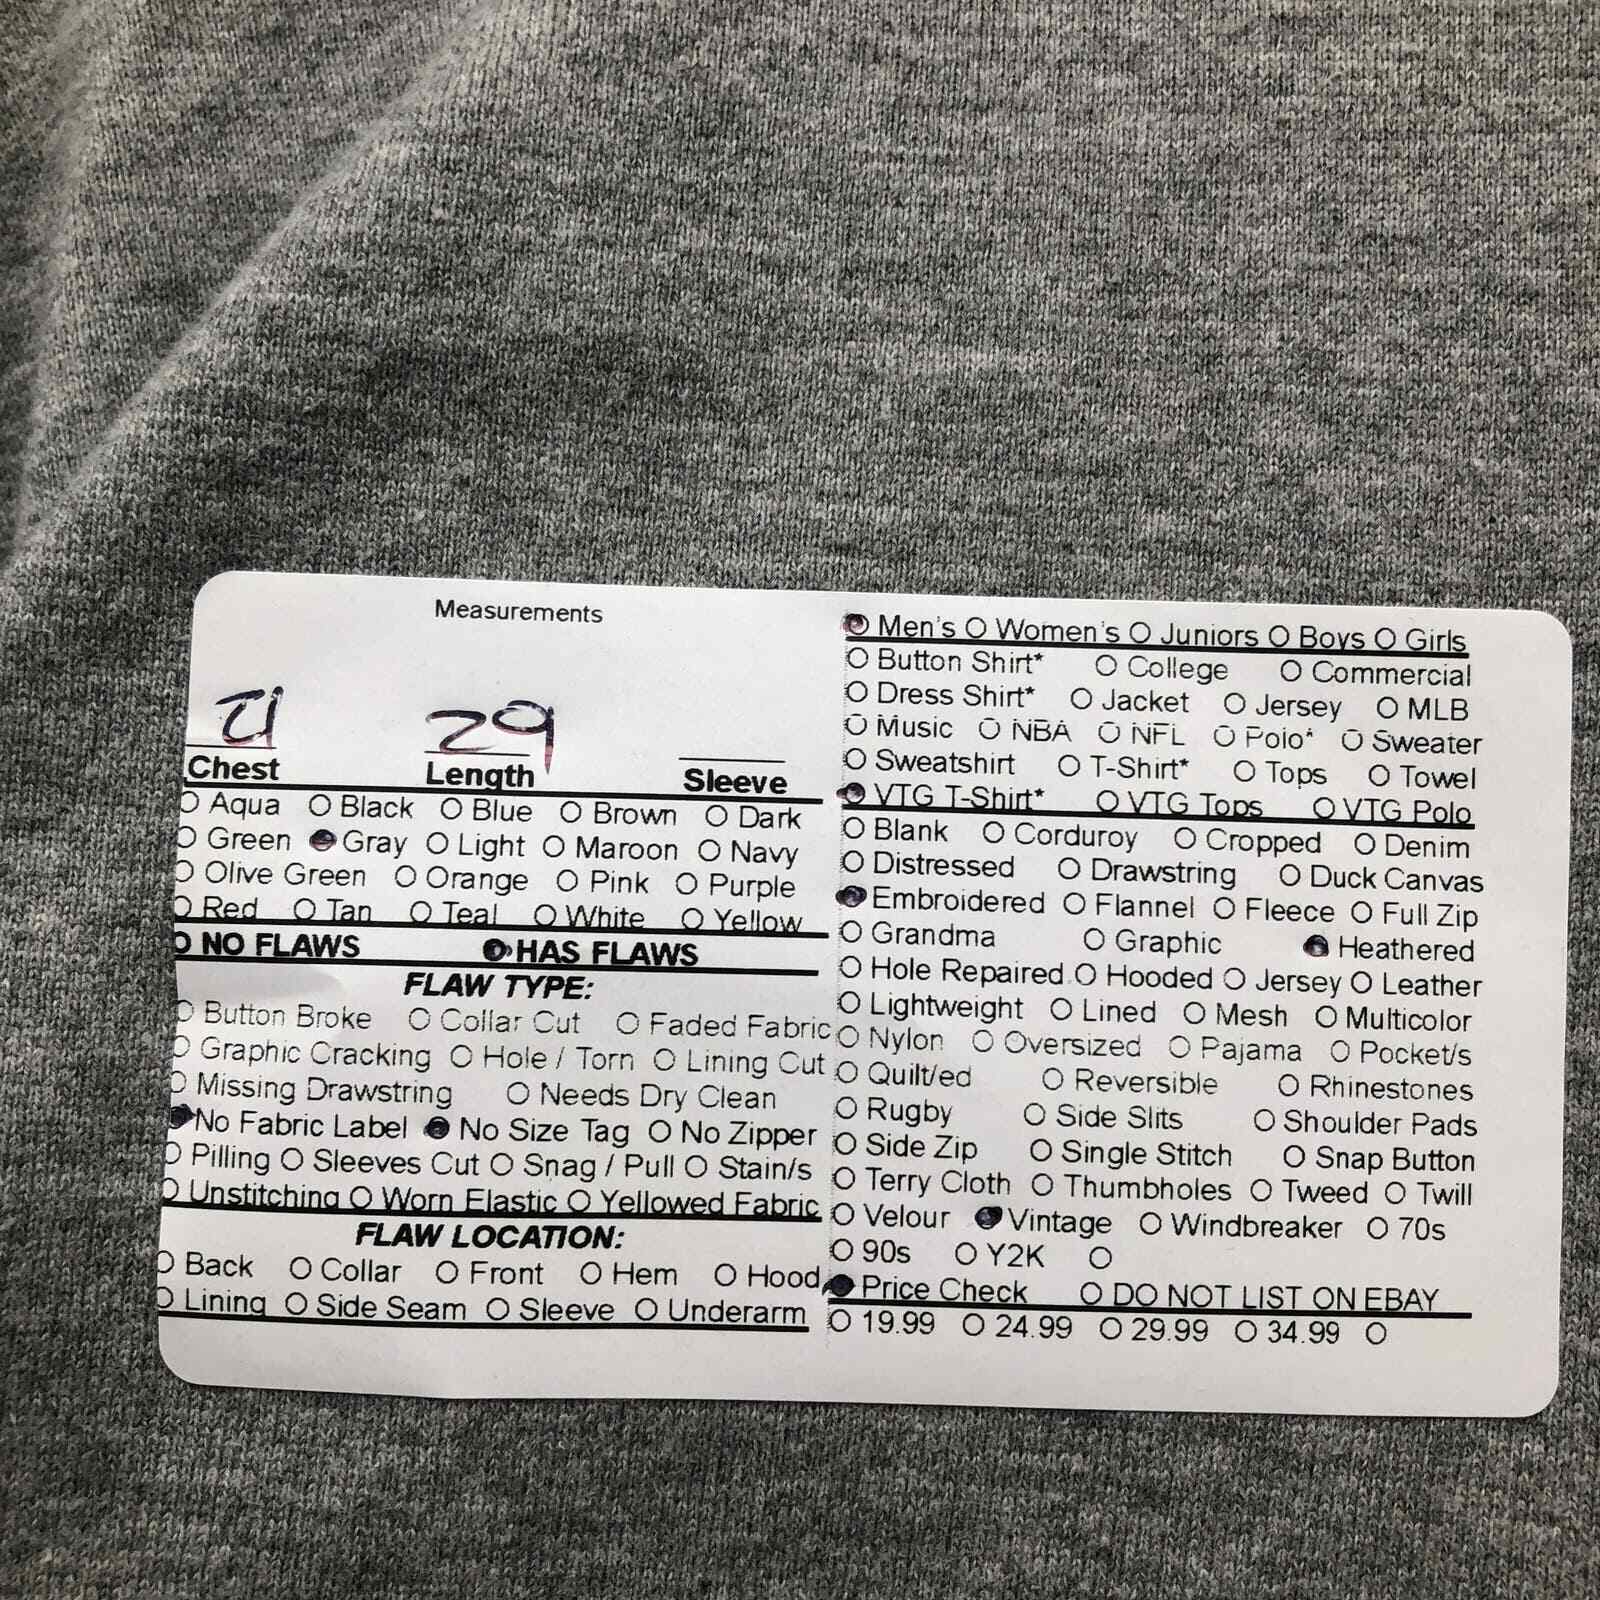 Measurements
21 29
Chest Length Sleeve
O Aqua O Black O Blue O Brown O Dark
O Green ● Gray O Light O Maroon O Navy
O Olive Green O Orange O Pink O Purple
O Red O Tan O Teal O White O Yellow
O NO FLAWS ● HAS FLAWS
FLAW TYPE:
O Button Broke O Collar Cut O Faded Fabric
O Graphic Cracking O Hole / Torn O Lining Cut
O Missing Drawstring O Needs Dry Clean
● No Fabric Label ● No Size Tag O No Zipper
O Pilling O Sleeves Cut O Snag / Pull O Stain/s
O Unstitching O Worn Elastic O Yellowed Fabric
FLAW LOCATION:
O Back O Collar O Front O Hem O Hood
O Lining O Side Seam O Sleeve O Underarm
● Men's O Women's O Juniors O Boys O Girls
O Button Shirt* O College O Commercial
O Dress Shirt* O Jacket O Jersey O MLB
O Music O NBA O NFL O Polo* O Sweater
O Sweatshirt O T-Shirt* O Tops O Towel
● VTG T-Shirt* O VTG Tops O VTG Polo
O Blank O Corduroy O Cropped O Denim
O Distressed O Drawstring O Duck Canvas
● Embroidered O Flannel O Fleece O Full Zip
O Grandma O Graphic ● Heathered
O Hole Repaired O Hooded O Jersey O Leather
O Lightweight O Lined O Mesh O Multicolor
O Nylon O Oversized O Pajama O Pocket/s
O Quilt/ed O Reversible O Rhinestones
O Rugby O Side Slits O Shoulder Pads
O Side Zip O Single Stitch O Snap Button
O Terry Cloth O Thumbholes O Tweed O Twill
O Velour ● Vintage O Windbreaker O 70s
O 90s O Y2K O
● Price Check O DO NOT LIST ON EBAY
O 19.99 O 24.99 O 29.99 O 34.99 O